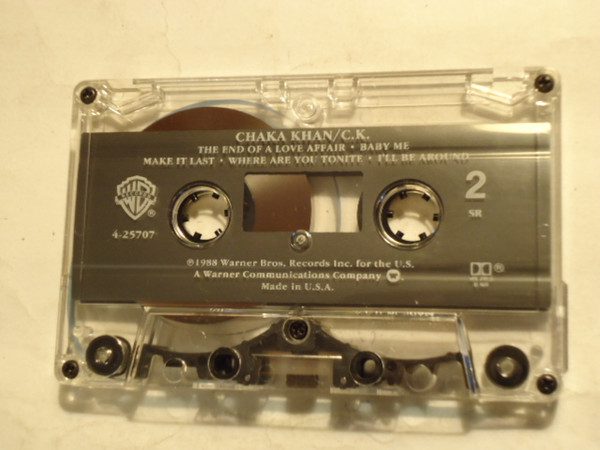 CHAKA KHAN/C.K.
THE END OF A LOVE AFFAIR • BABY ME
MAKE IT LAST • WHERE ARE YOU TONITE • I'LL BE AROUND
2
SR
4-25707
®
℗1988 Warner Bros. Records Inc. for the U.S.
A Warner Communications Company
Made in U.S.A.
®